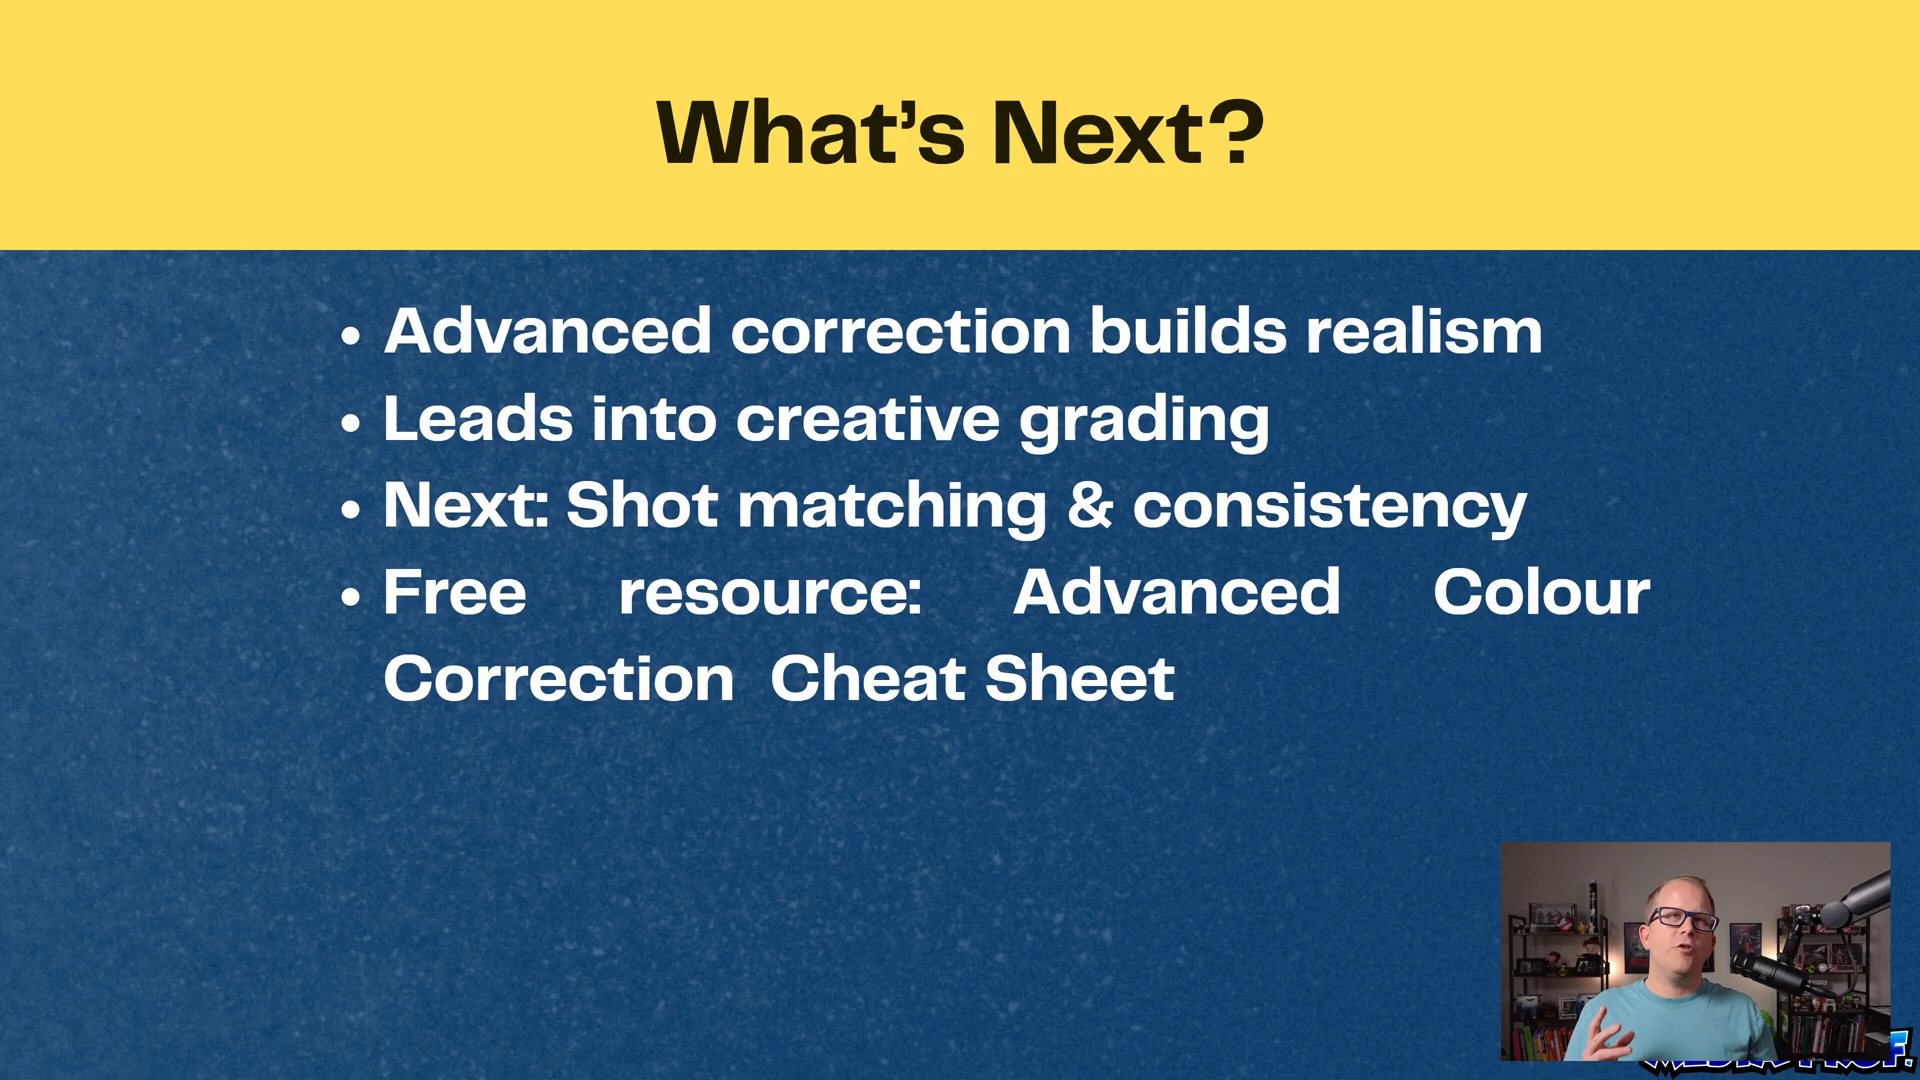 What’s Next?
• Advanced correction builds realism
• Leads into creative grading
• Next: Shot matching & consistency
• Free resource: Advanced Colour
Correction Cheat Sheet